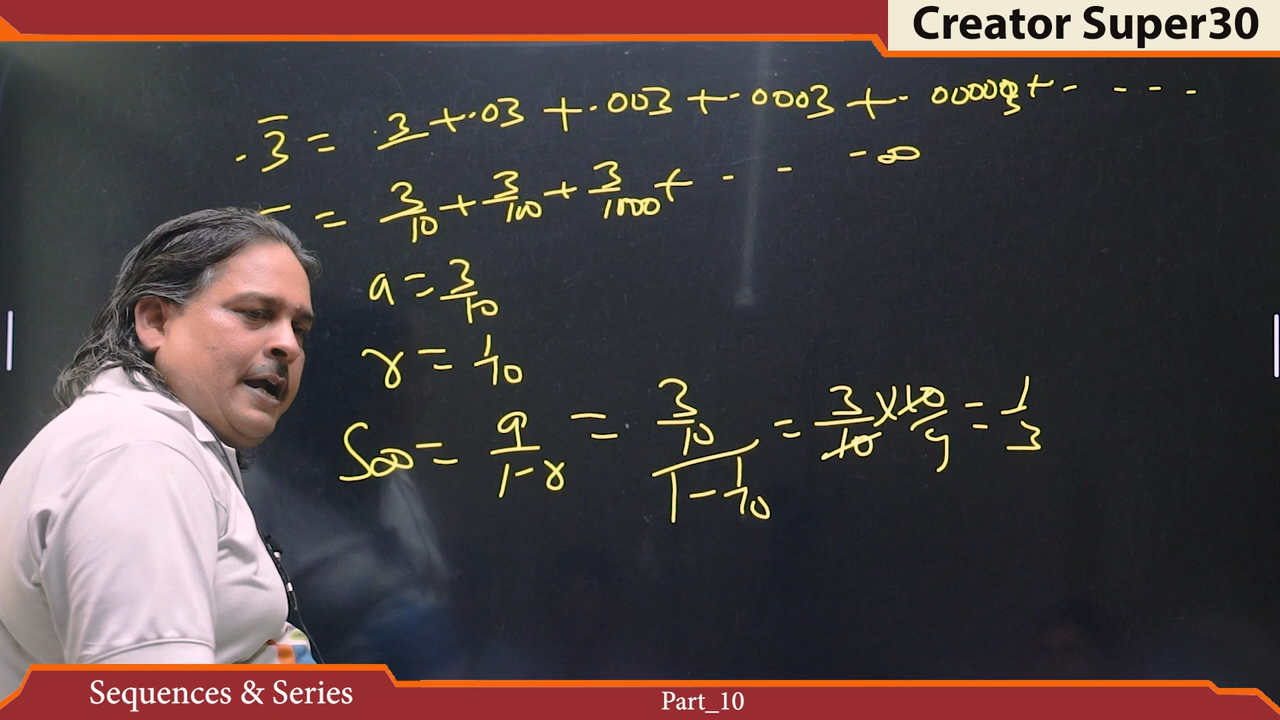 Creator Super30
.3̅ = .3 + .03 + .003 + .0003 + .00003 + - - - -
= 3/10 + 3/100 + 3/1000 + - - - ∞
a = 3/10
r = 1/10
S∞ = a/(1-r) = (3/10)/(1 - 1/10) = 3/10 × 10/9 = 1/3
Sequences & Series
Part_10